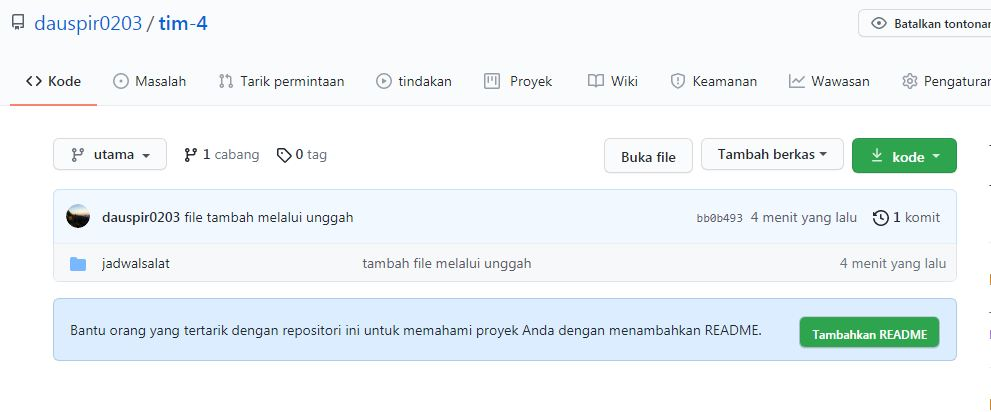 dauspir0203 / tim-4
Batalkan tontonan
Kode Masalah Tarik permintaan tindakan Proyek Wiki Keamanan Wawasan Pengaturan
utama 1 cabang 0 tag Buka file Tambah berkas kode
dauspir0203 file tambah melalui unggah bb0b493 4 menit yang lalu 1 komit
jadwalsalat tambah file melalui unggah 4 menit yang lalu
Bantu orang yang tertarik dengan repositori ini untuk memahami proyek Anda dengan menambahkan README. Tambahkan README